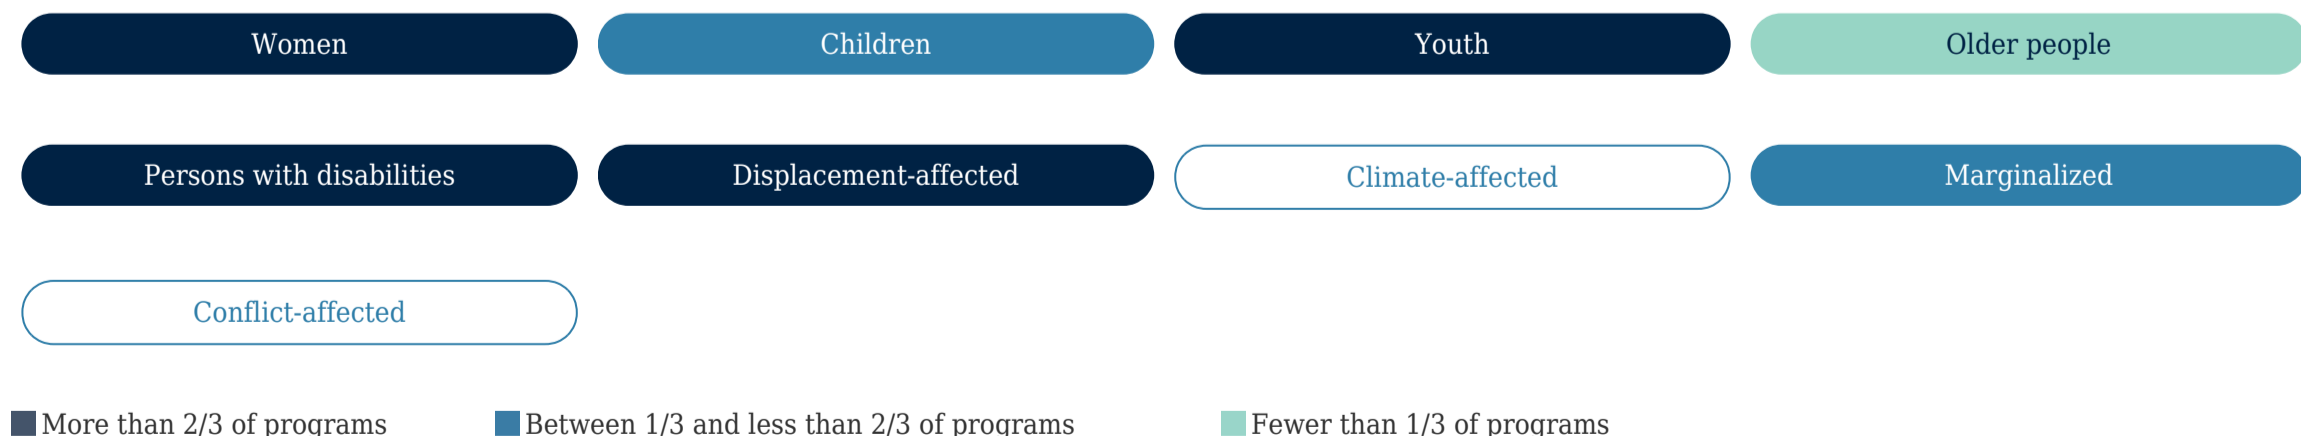 Women
Children
Youth
Older people
Persons with disabilities
Displacement-affected
Climate-affected
Marginalized
Conflict-affected
More than 2/3 of programs
Between 1/3 and less than 2/3 of programs
Fewer than 1/3 of programs